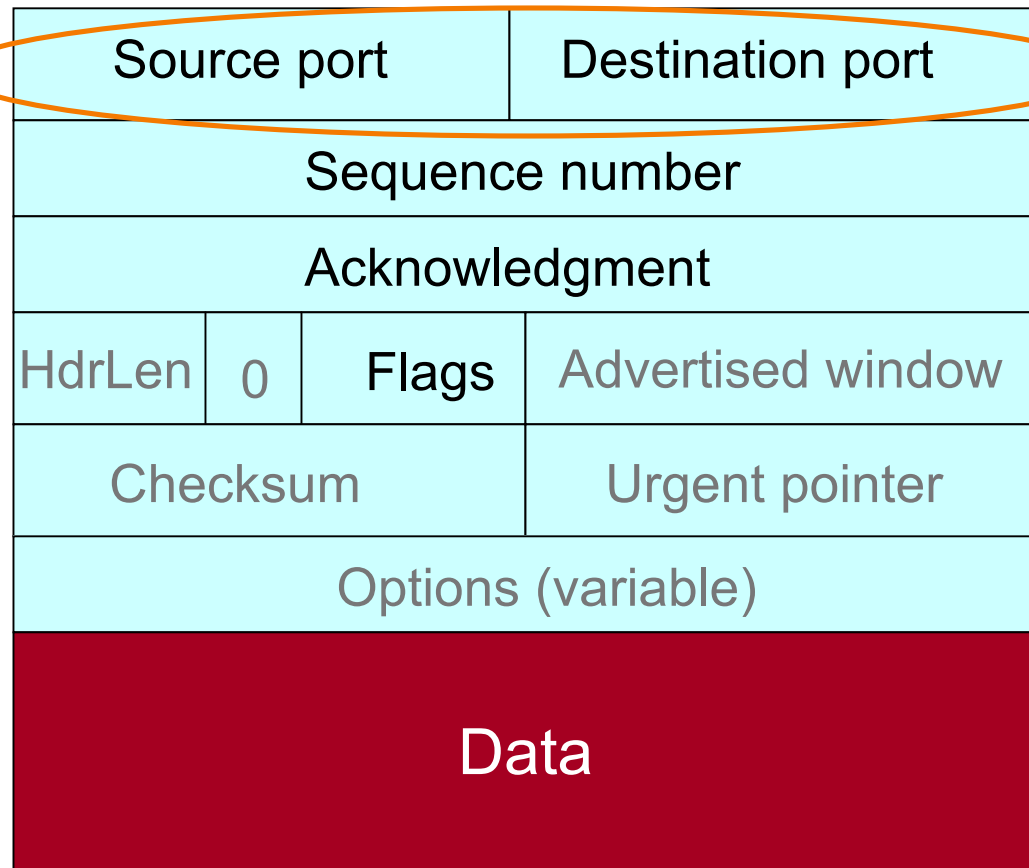 Source port Destination port
Sequence number
Acknowledgment
HdrLen 0 Flags Advertised window
Checksum Urgent pointer
Options (variable)
Data